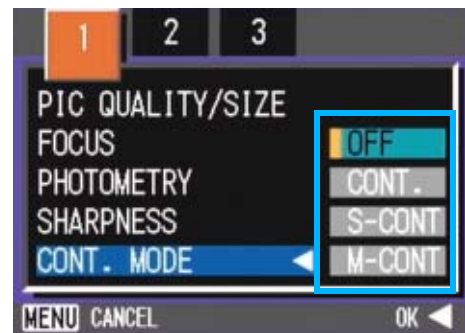 1 2 3
PIC QUALITY/SIZE
FOCUS OFF
PHOTOMETRY CONT.
SHARPNESS S-CONT
CONT. MODE M-CONT
MENU CANCEL OK